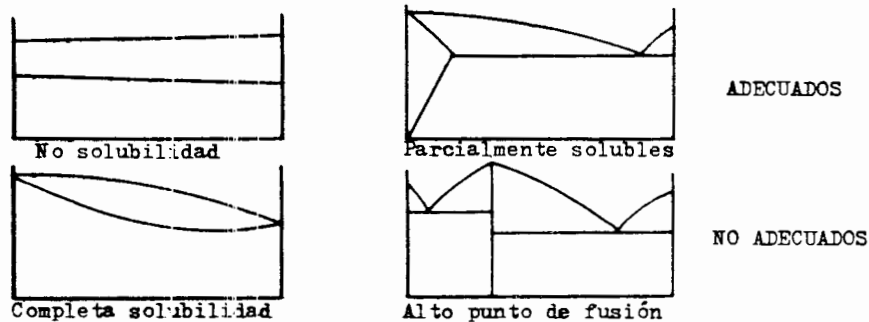 No solubilidad
Parcialmente solubles
ADECUADOS
Completa solubilidad
Alto punto de fusión
NO ADECUADOS